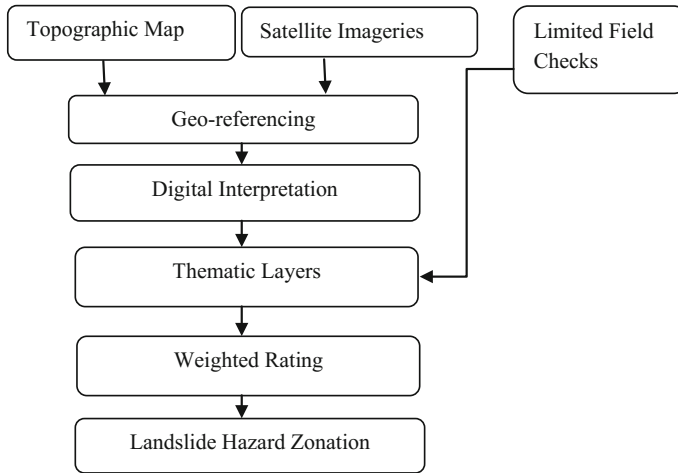 Topographic Map
Satellite Imageries
Limited Field
Checks
Geo-referencing
Digital Interpretation
Thematic Layers
Weighted Rating
Landslide Hazard Zonation